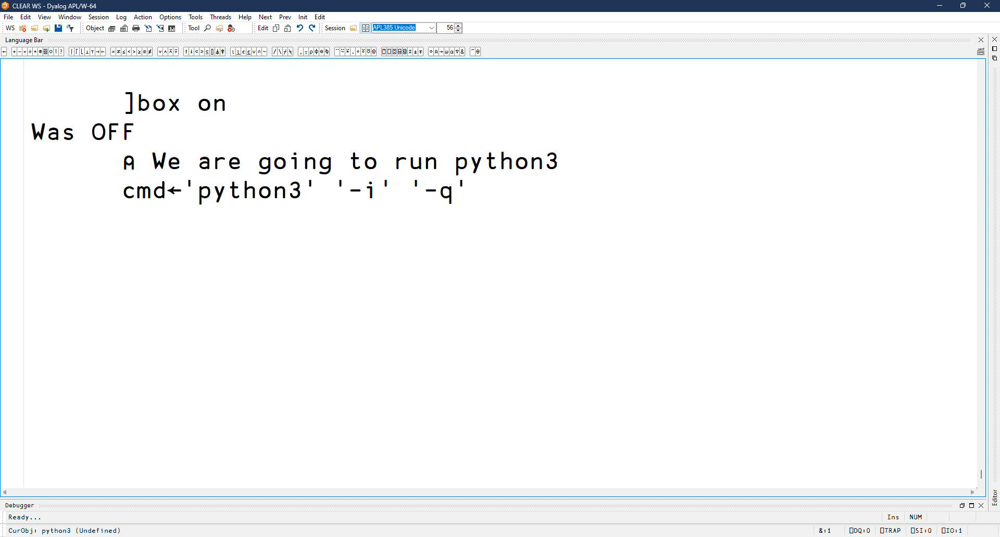 CLEAR WS - Dyalog APL/W-64
File Edit View Window Session Log Action Options Tools Threads Help Next Prev Init Edit
WS Object Tool Edit Session APL385 Unicode 56
Language Bar
]box on
Was OFF
⍝ We are going to run python3
cmd←'python3' '-i' '-q'
Editor
Debugger
Ready...
Ins NUM
CurObj: python3 (Undefined)
&:1 ⎕DQ:0 ⎕TRAP ⎕SI:0 ⎕IO:1